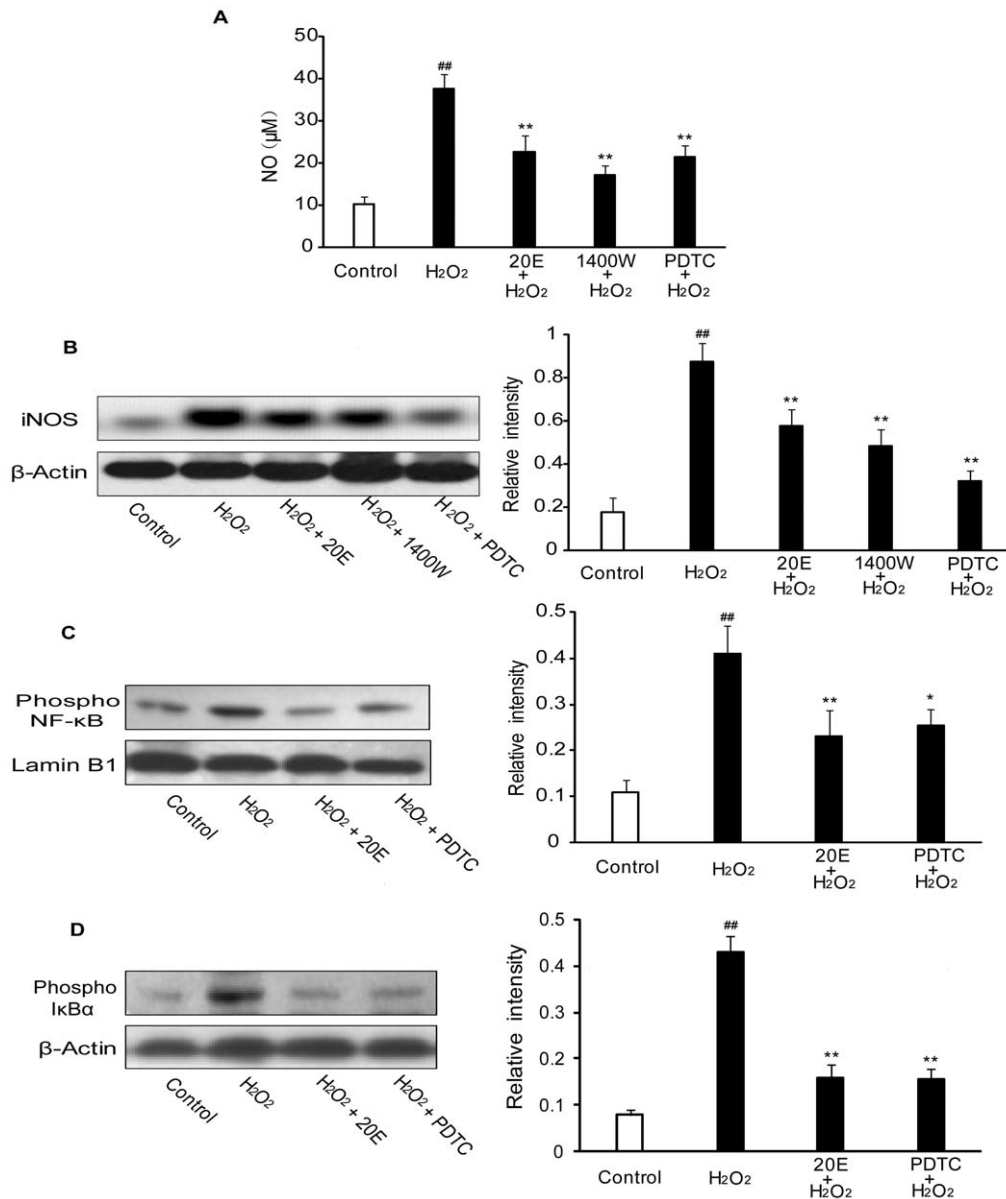 A
50
40
30
20
10
0
NO (μM)
##
**
**
**
Control
H₂O₂
20E
+
H₂O₂
1400W
+
H₂O₂
PDTC
+
H₂O₂
B
iNOS
β-Actin
Control
H₂O₂
H₂O₂ + 20E
H₂O₂ + 1400W
H₂O₂ + PDTC
1
0.8
0.6
0.4
0.2
0
Relative intensity
##
**
**
**
Control
H₂O₂
20E
+
H₂O₂
1400W
+
H₂O₂
PDTC
+
H₂O₂
C
Phospho
NF-κB
Lamin B1
Control
H₂O₂
H₂O₂ + 20E
H₂O₂ + PDTC
0.5
0.4
0.3
0.2
0.1
0
Relative intensity
##
**
*
Control
H₂O₂
20E
+
H₂O₂
PDTC
+
H₂O₂
D
Phospho
IκBα
β-Actin
Control
H₂O₂
H₂O₂ + 20E
H₂O₂ + PDTC
0.5
0.4
0.3
0.2
0.1
0
Relative intensity
##
**
**
Control
H₂O₂
20E
+
H₂O₂
PDTC
+
H₂O₂